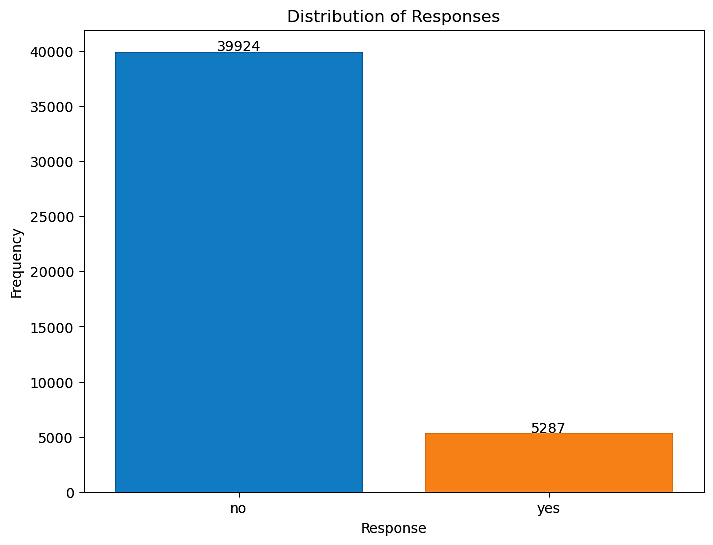 Distribution of Responses
40000
35000
30000
25000
20000
15000
10000
5000
0
Frequency
39924
5287
no
yes
Response